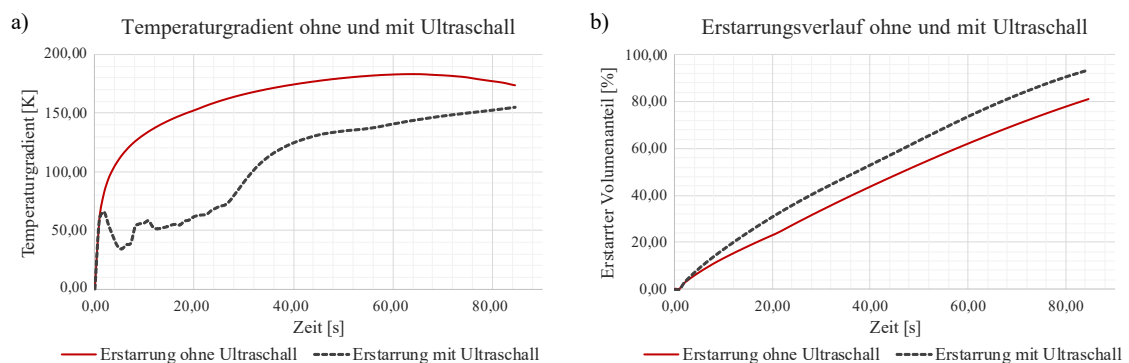 a)
Temperaturgradient ohne und mit Ultraschall
Temperaturgradient [K]
200,00
150,00
100,00
50,00
0,00
0,00 20,00 40,00 60,00 80,00
Zeit [s]
Erstarrung ohne Ultraschall Erstarrung mit Ultraschall
b)
Erstarrungsverlauf ohne und mit Ultraschall
Erstarrter Volumenanteil [%]
100,00
80,00
60,00
40,00
20,00
0,00
0,00 20,00 40,00 60,00 80,00
Zeit [s]
Erstarrung ohne Ultraschall Erstarrung mit Ultraschall